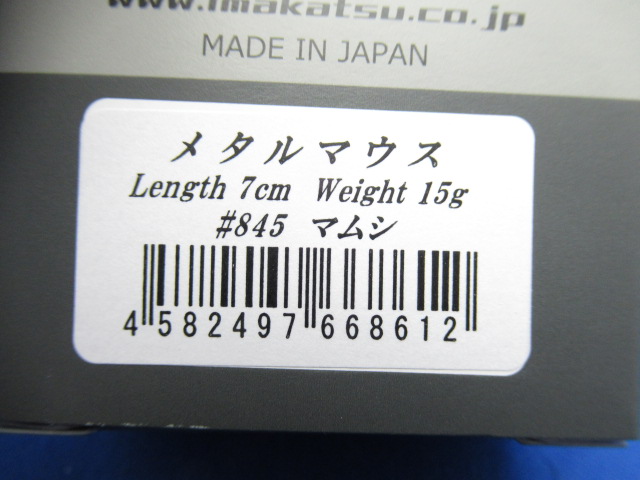 www.imakatsu.co.jp
MADE IN JAPAN
メタルマウス
Length 7cm Weight 15g
#845 マムシ
4 582497 668612